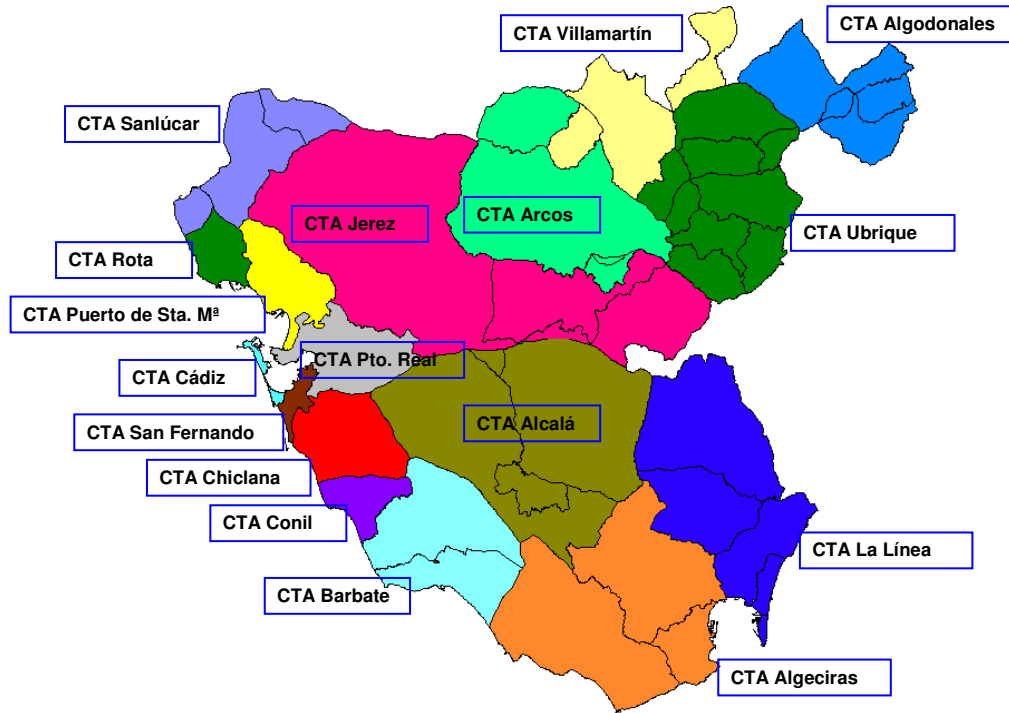 CTA Villamartín
CTA Algodonales
CTA Sanlúcar
CTA Jerez
CTA Arcos
CTA Ubrique
CTA Rota
CTA Puerto de Sta. Mª
CTA Pto. Real
CTA Cádiz
CTA Alcalá
CTA San Fernando
CTA Chiclana
CTA Conil
CTA La Línea
CTA Barbate
CTA Algeciras